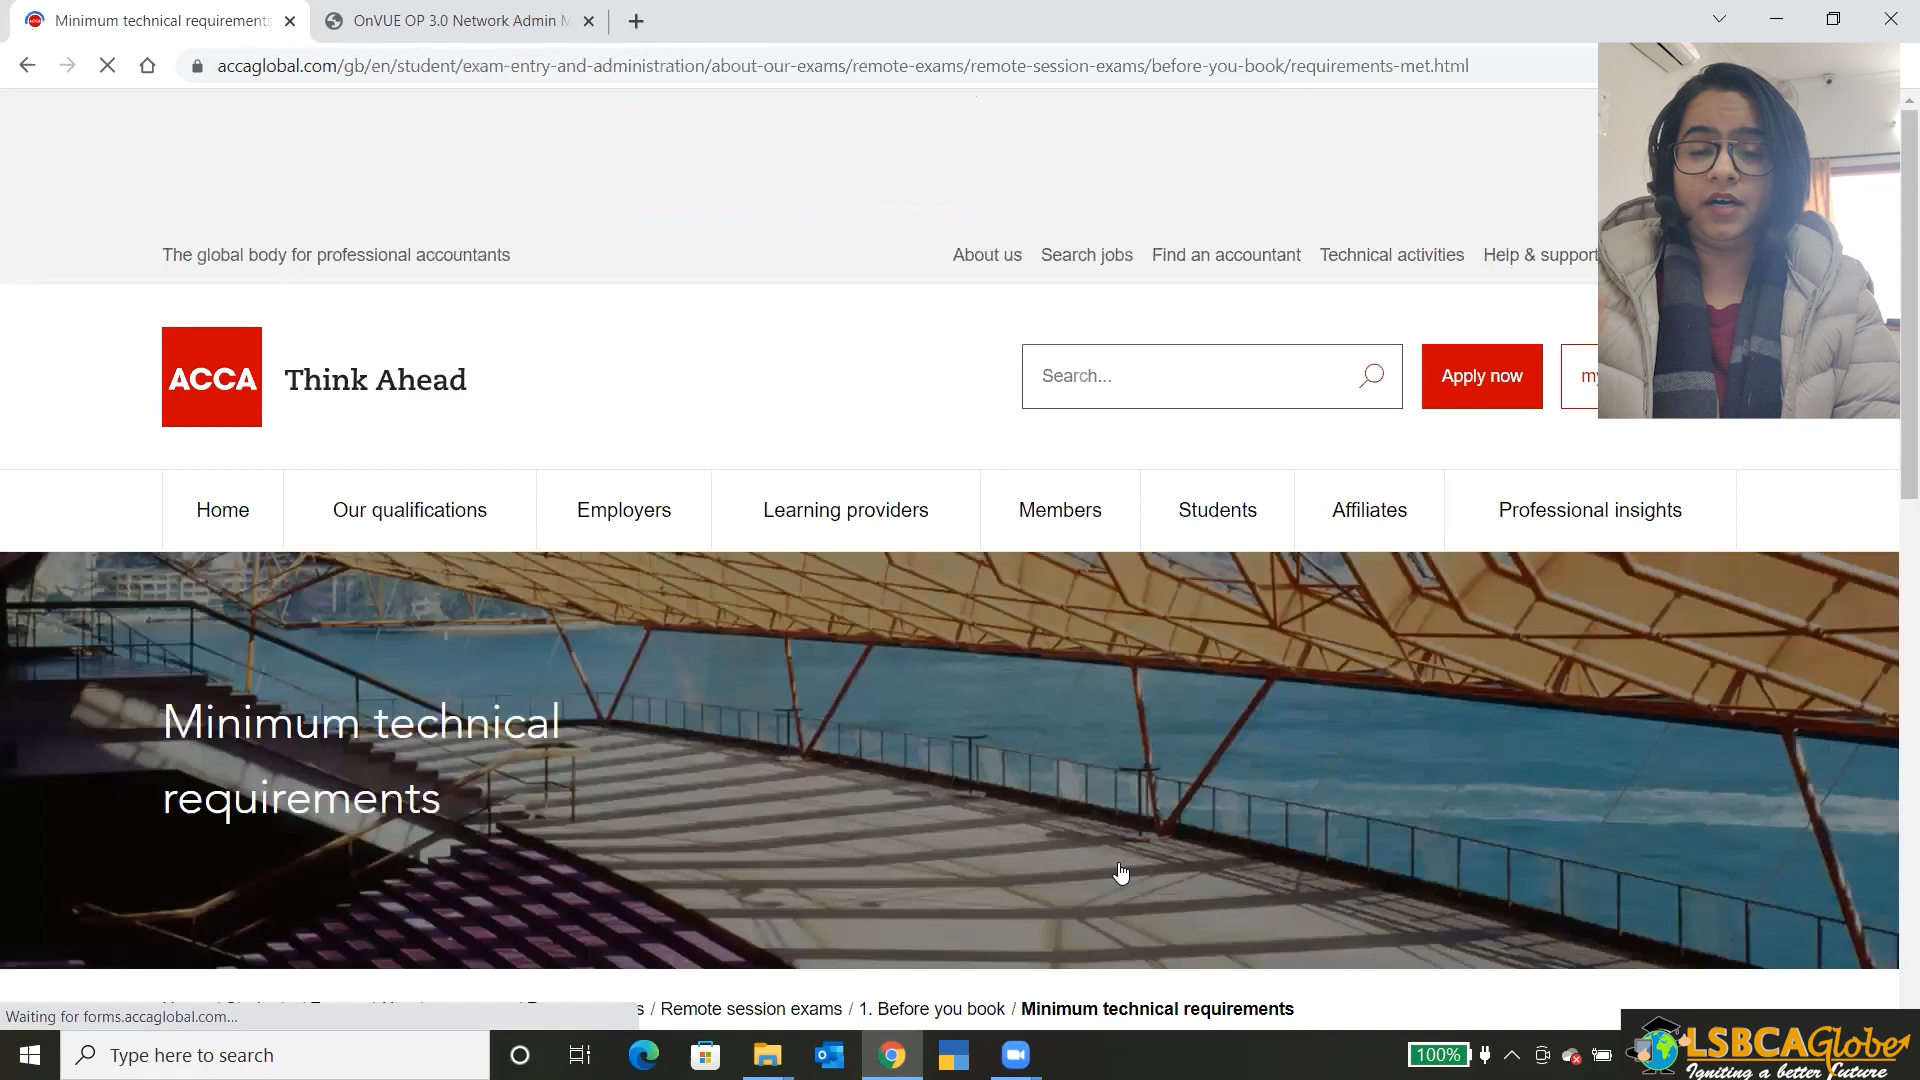 Minimum technical requirements
OnVUE OP 3.0 Network Admin M
accaglobal.com/gb/en/student/exam-entry-and-administration/about-our-exams/remote-exams/remote-session-exams/before-you-book/requirements-met.html
The global body for professional accountants
About us Search jobs Find an accountant Technical activities Help & support
ACCA Think Ahead
Search...
Apply now
my
Home Our qualifications Employers Learning providers Members Students Affiliates Professional insights
Minimum technical
requirements
s / Remote session exams / 1. Before you book / Minimum technical requirements
Waiting for forms.accaglobal.com...
Type here to search
100%
LSBCAGlobe
Igniting a better future